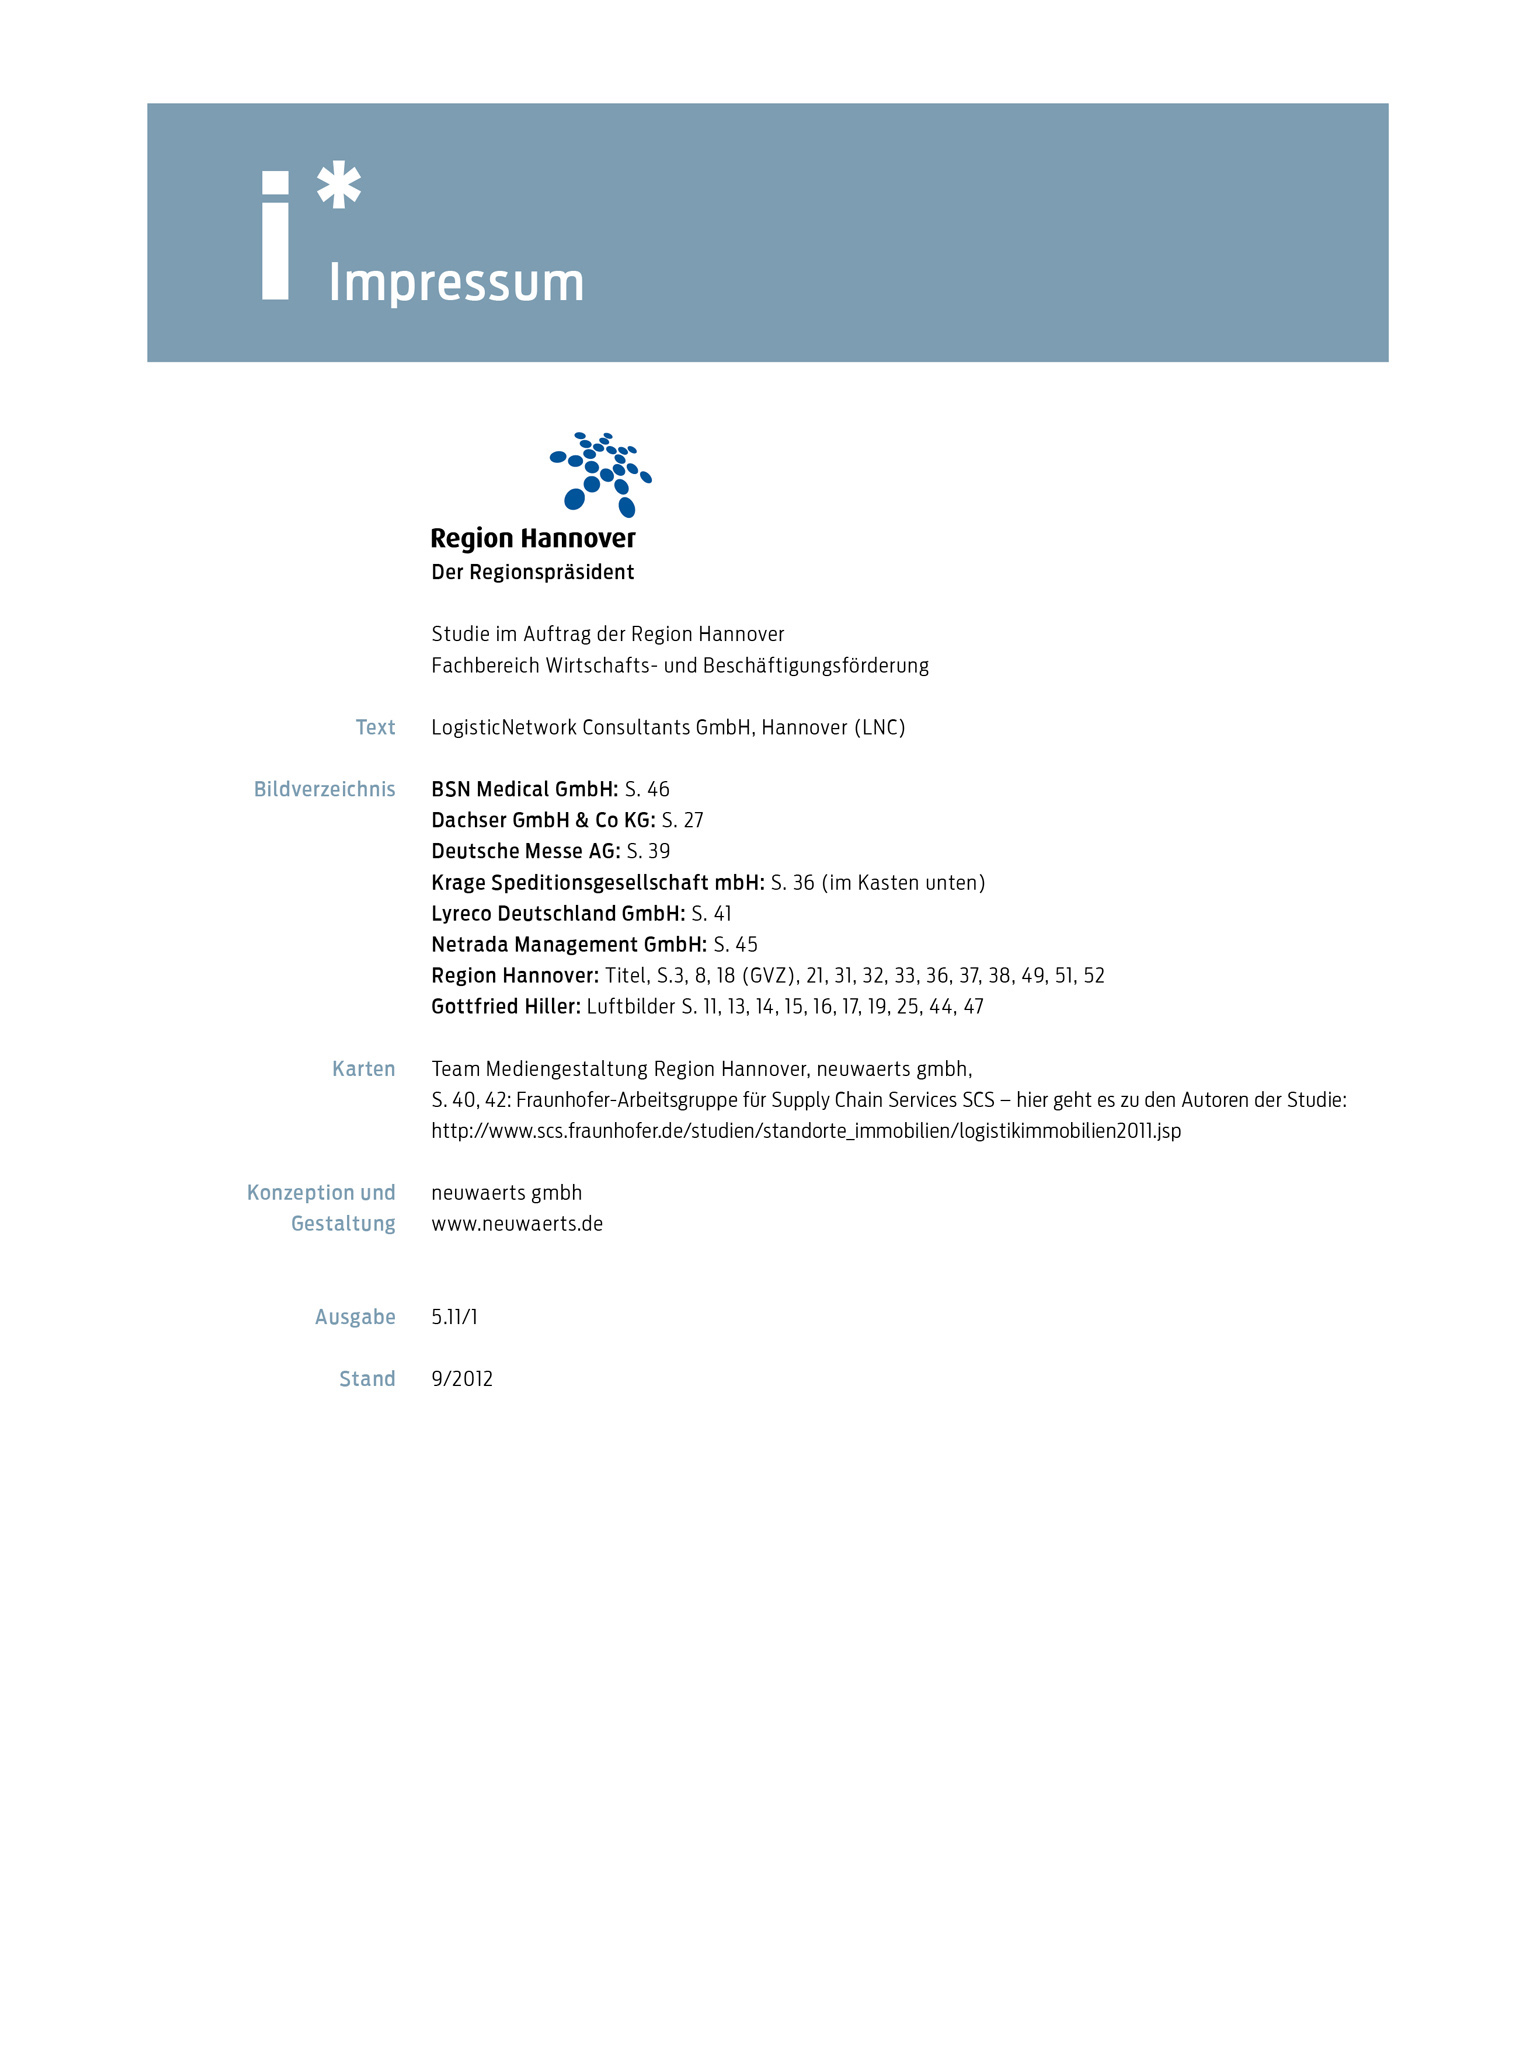 i*
Impressum
Region Hannover
Der Regionspräsident
Studie im Auftrag der Region Hannover
Fachbereich Wirtschafts- und Beschäftigungsförderung
Text LogisticNetwork Consultants GmbH, Hannover (LNC)
Bildverzeichnis BSN Medical GmbH: S. 46
Dachser GmbH & Co KG: S. 27
Deutsche Messe AG: S. 39
Krage Speditionsgesellschaft mbH: S. 36 (im Kasten unten)
Lyreco Deutschland GmbH: S. 41
Netrada Management GmbH: S. 45
Region Hannover: Titel, S.3, 8, 18 (GVZ), 21, 31, 32, 33, 36, 37, 38, 49, 51, 52
Gottfried Hiller: Luftbilder S. 11, 13, 14, 15, 16, 17, 19, 25, 44, 47
Karten Team Mediengestaltung Region Hannover, neuwaerts gmbh,
S. 40, 42: Fraunhofer-Arbeitsgruppe für Supply Chain Services SCS – hier geht es zu den Autoren der Studie:
http://www.scs.fraunhofer.de/studien/standorte_immobilien/logistikimmobilien2011.jsp
Konzeption und neuwaerts gmbh
Gestaltung www.neuwaerts.de
Ausgabe 5.11/1
Stand 9/2012